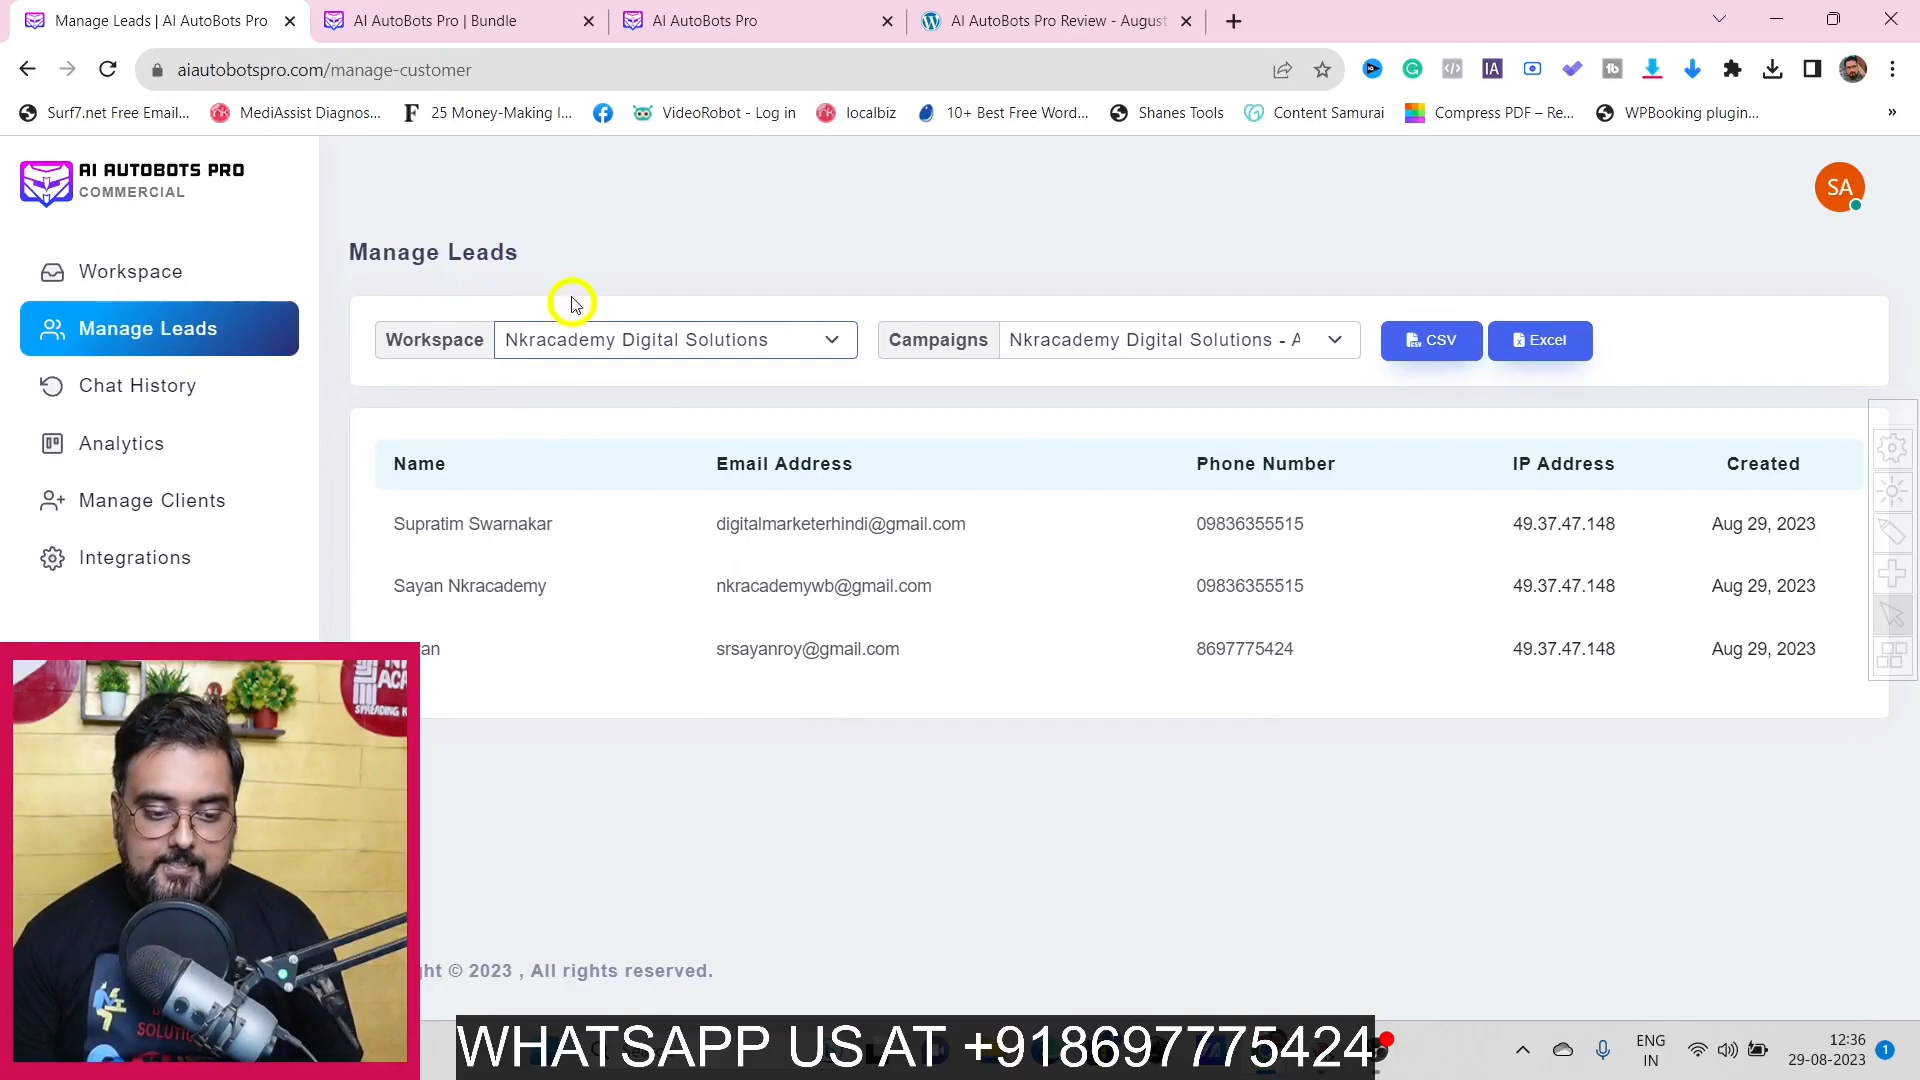 Manage Leads | AI AutoBots Pro
AI AutoBots Pro | Bundle
AI AutoBots Pro
AI AutoBots Pro Review - August
aiautobotspro.com/manage-customer
Surf7.net Free Email...
MediAssist Diagnos...
25 Money-Making I...
VideoRobot - Log in
localbiz
10+ Best Free Word...
Shanes Tools
Content Samurai
Compress PDF – Re...
WPBooking plugin...
»
AI AUTOBOTS PRO
COMMERCIAL
SA
Workspace
Manage Leads
Chat History
Analytics
Manage Clients
Integrations
Manage Leads
Workspace Nkracademy Digital Solutions
Campaigns Nkracademy Digital Solutions - A
CSV
Excel
Name Email Address Phone Number IP Address Created
Supratim Swarnakar digitalmarketerhindi@gmail.com 09836355515 49.37.47.148 Aug 29, 2023
Sayan Nkracademy nkracademywb@gmail.com 09836355515 49.37.47.148 Aug 29, 2023
an srsayanroy@gmail.com 8697775424 49.37.47.148 Aug 29, 2023
ht © 2023 , All rights reserved.
WHATSAPP US AT +918697775424
ENG
IN
12:36
29-08-2023
1